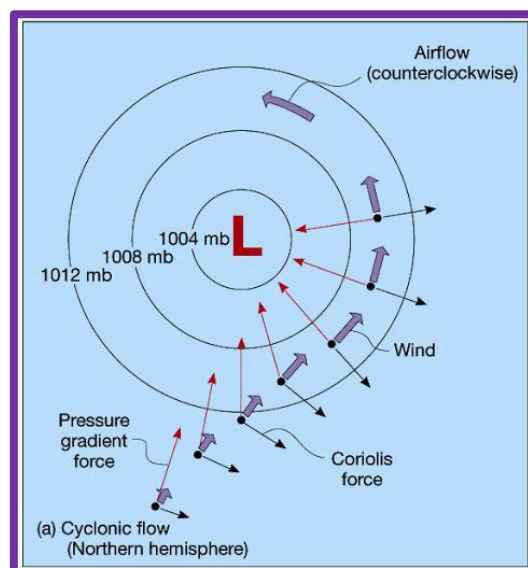 Airflow
(counterclockwise)
L
1004 mb
1008 mb
1012 mb
Wind
Pressure
gradient
force
Coriolis
force
(a) Cyclonic flow
(Northern hemisphere)